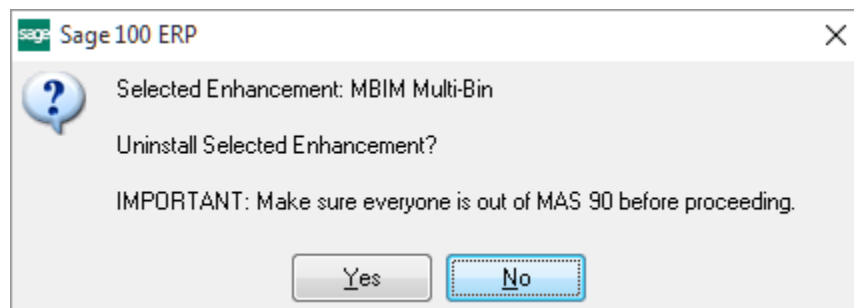 sage Sage 100 ERP
Selected Enhancement: MBIM Multi-Bin
Uninstall Selected Enhancement?
IMPORTANT: Make sure everyone is out of MAS 90 before proceeding.
Yes No